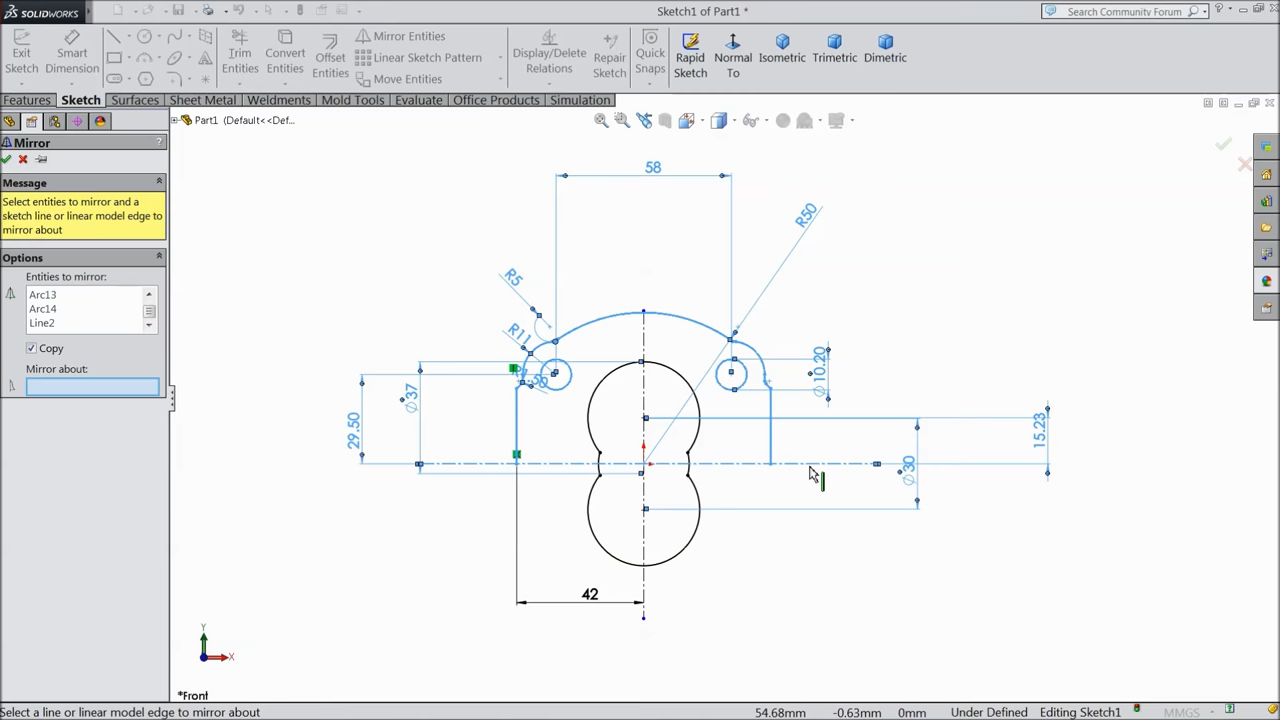 SOLIDWORKS
Sketch1 of Part1 *
Search Community Forum
Exit Sketch
Smart Dimension
Trim Entities
Convert Entities
Offset Entities
Mirror Entities
Linear Sketch Pattern
Move Entities
Display/Delete Relations
Repair Sketch
Quick Snaps
Rapid Sketch
Normal To
Isometric
Trimetric
Dimetric
Features
Sketch
Surfaces
Sheet Metal
Weldments
Mold Tools
Evaluate
Office Products
Simulation
Part1 (Default<<Def...
Mirror
?
Message
Select entities to mirror and a
sketch line or linear model edge to
mirror about
Options
Entities to mirror:
Arc13
Arc14
Line2
Copy
Mirror about:
58
R50
R5
R11
Ø10.20
Ø37
29.50
15.23
Ø30
42
Y
X
*Front
Select a line or linear model edge to mirror about
54.68mm
-0.63mm
0mm
Under Defined
Editing Sketch1
MMGS